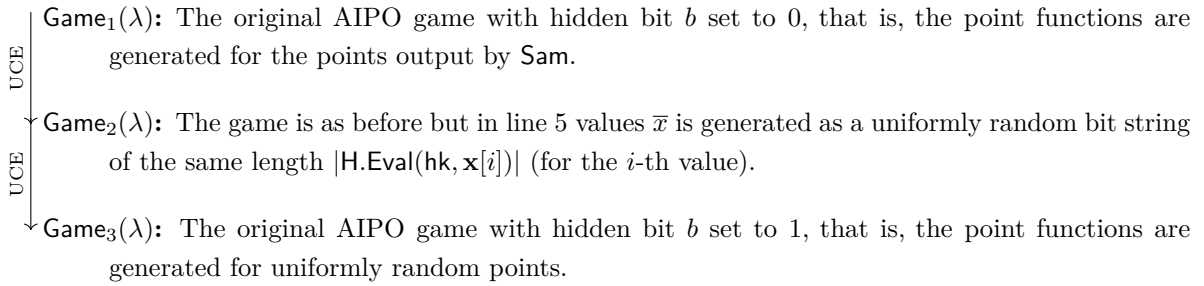 Game₁(λ): The original AIPO game with hidden bit b set to 0, that is, the point functions are
generated for the points output by Sam.
UCE
Game₂(λ): The game is as before but in line 5 values x̅ is generated as a uniformly random bit string
of the same length |H.Eval(hk, x[i])| (for the i-th value).
UCE
Game₃(λ): The original AIPO game with hidden bit b set to 1, that is, the point functions are
generated for uniformly random points.